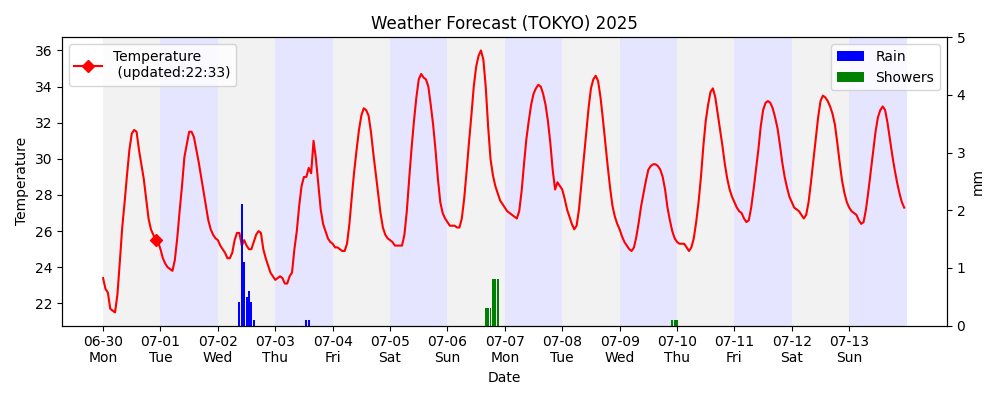 Weather Forecast (TOKYO) 2025
Temperature
(updated:22:33)
Rain
Showers
Temperature
36
34
32
30
28
26
24
22
5
4
3
2
1
0
mm
06-30 07-01 07-02 07-03 07-04 07-05 07-06 07-07 07-08 07-09 07-10 07-11 07-12 07-13
Mon Tue Wed Thu Fri Sat Sun Mon Tue Wed Thu Fri Sat Sun
Date